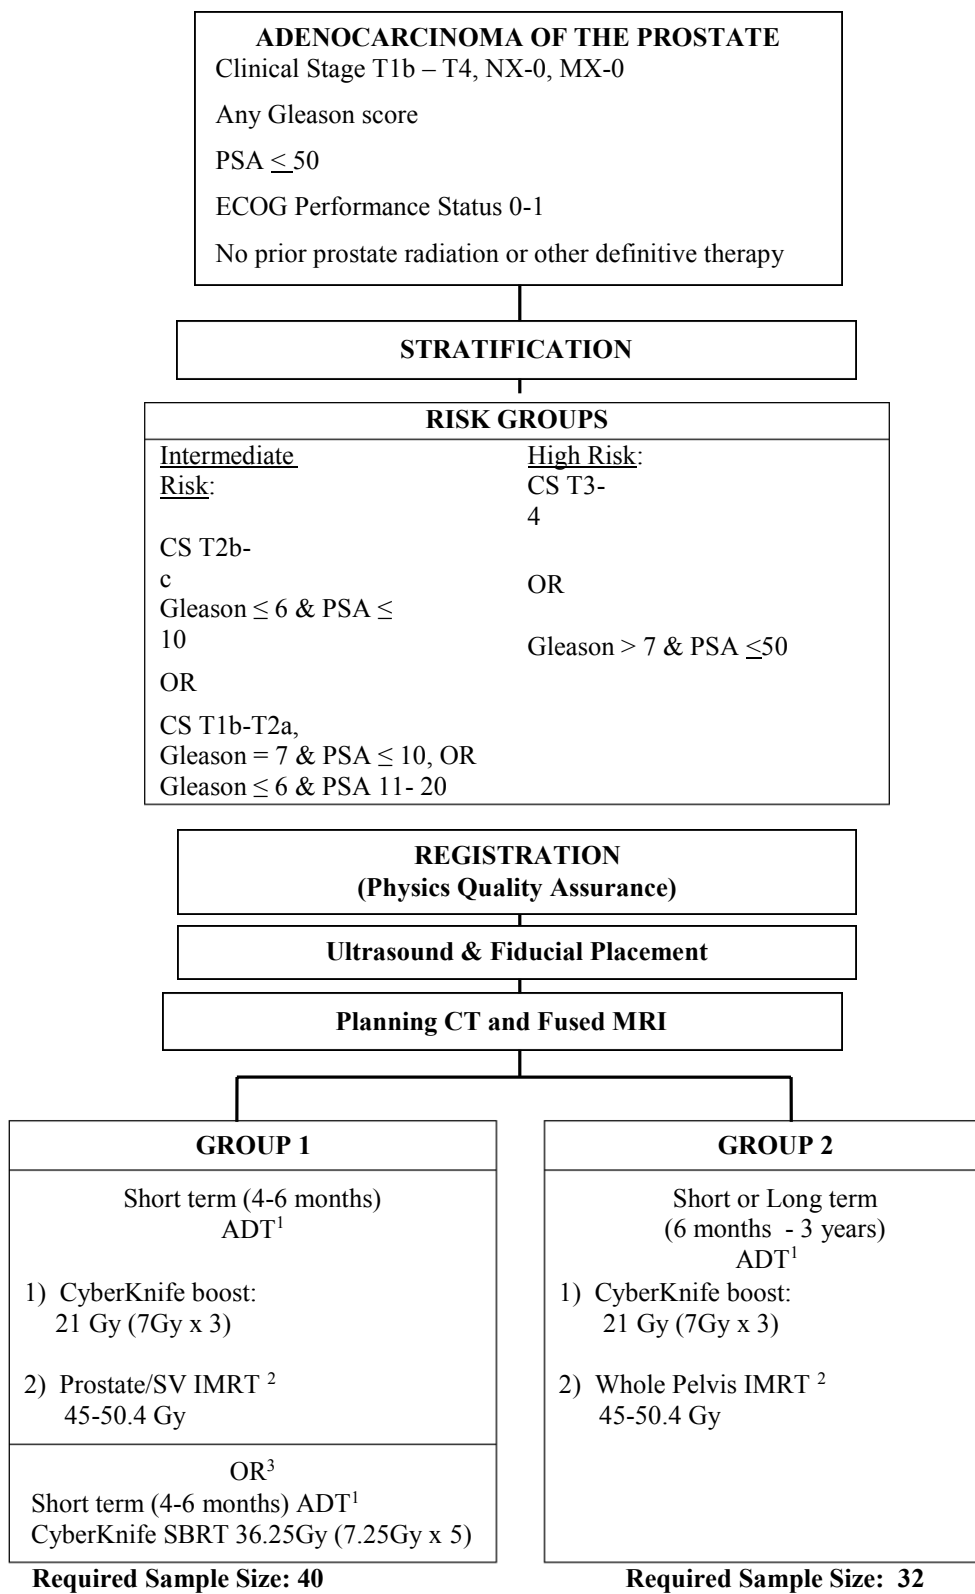 ADENOCARCINOMA OF THE PROSTATE
Clinical Stage T1b – T4, NX-0, MX-0
Any Gleason score
PSA ≤ 50
ECOG Performance Status 0-1
No prior prostate radiation or other definitive therapy
STRATIFICATION
RISK GROUPS
Intermediate
Risk:
CS T2b-
c
Gleason ≤ 6 & PSA ≤
10
OR
CS T1b-T2a,
Gleason = 7 & PSA ≤ 10, OR
Gleason ≤ 6 & PSA 11- 20
High Risk:
CS T3-
4
OR
Gleason > 7 & PSA ≤50
REGISTRATION
(Physics Quality Assurance)
Ultrasound & Fiducial Placement
Planning CT and Fused MRI
GROUP 1
Short term (4-6 months)
ADT¹
1) CyberKnife boost:
21 Gy (7Gy x 3)
2) Prostate/SV IMRT ²
45-50.4 Gy
OR³
Short term (4-6 months) ADT¹
CyberKnife SBRT 36.25Gy (7.25Gy x 5)
Required Sample Size: 40
GROUP 2
Short or Long term
(6 months - 3 years)
ADT¹
1) CyberKnife boost:
21 Gy (7Gy x 3)
2) Whole Pelvis IMRT ²
45-50.4 Gy
Required Sample Size: 32